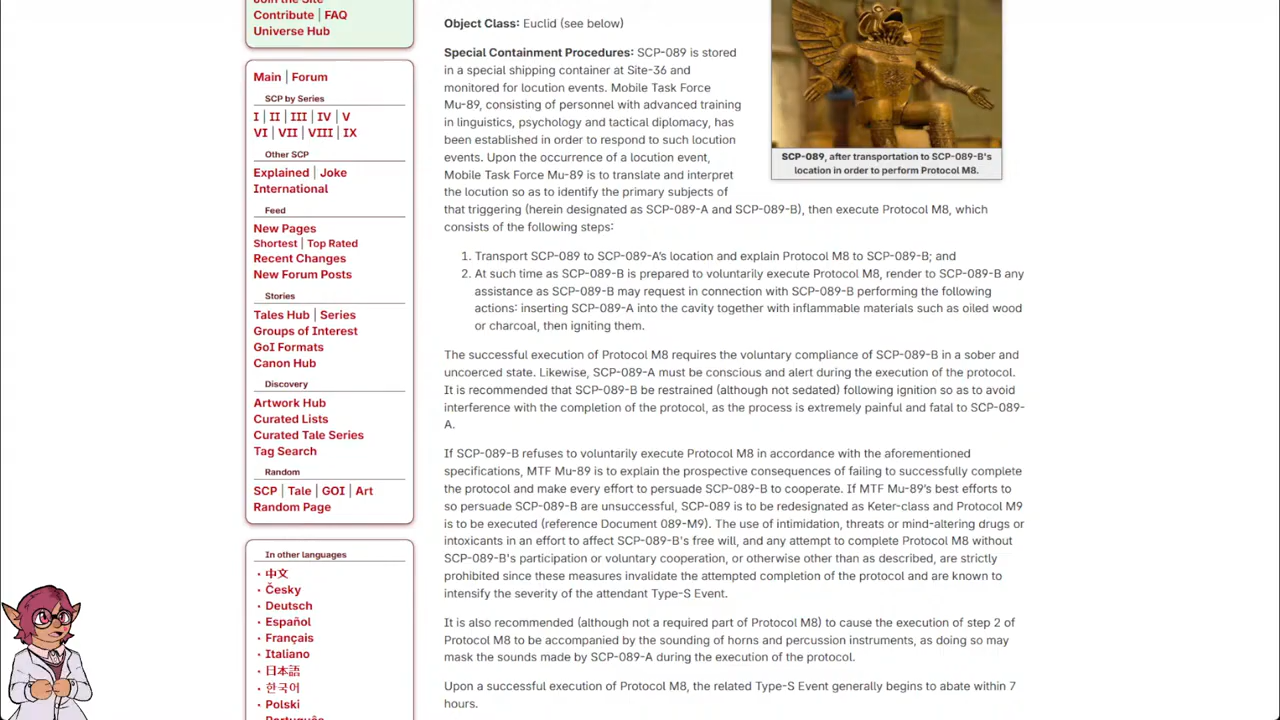 Join the Site
Contribute | FAQ
Universe Hub
Main | Forum
SCP by Series
I | II | III | IV | V
VI | VII | VIII | IX
Other SCP
Explained | Joke
International
Feed
New Pages
Shortest | Top Rated
Recent Changes
New Forum Posts
Stories
Tales Hub | Series
Groups of Interest
GoI Formats
Canon Hub
Discovery
Artwork Hub
Curated Lists
Curated Tale Series
Tag Search
Random
SCP | Tale | GOI | Art
Random Page
In other languages
中文
Česky
Deutsch
Español
Français
Italiano
日本語
한국어
Polski
Português
Object Class: Euclid (see below)
Special Containment Procedures: SCP-089 is stored
in a special shipping container at Site-36 and
monitored for locution events. Mobile Task Force
Mu-89, consisting of personnel with advanced training
in linguistics, psychology and tactical diplomacy, has
been established in order to respond to such locution
events. Upon the occurrence of a locution event,
Mobile Task Force Mu-89 is to translate and interpret
the locution so as to identify the primary subjects of
that triggering (herein designated as SCP-089-A and SCP-089-B), then execute Protocol M8, which
consists of the following steps:
SCP-089, after transportation to SCP-089-B's
location in order to perform Protocol M8.
1. Transport SCP-089 to SCP-089-A's location and explain Protocol M8 to SCP-089-B; and
2. At such time as SCP-089-B is prepared to voluntarily execute Protocol M8, render to SCP-089-B any
assistance as SCP-089-B may request in connection with SCP-089-B performing the following
actions: inserting SCP-089-A into the cavity together with inflammable materials such as oiled wood
or charcoal, then igniting them.
The successful execution of Protocol M8 requires the voluntary compliance of SCP-089-B in a sober and
uncoerced state. Likewise, SCP-089-A must be conscious and alert during the execution of the protocol.
It is recommended that SCP-089-B be restrained (although not sedated) following ignition so as to avoid
interference with the completion of the protocol, as the process is extremely painful and fatal to SCP-089-
A.
If SCP-089-B refuses to voluntarily execute Protocol M8 in accordance with the aforementioned
specifications, MTF Mu-89 is to explain the prospective consequences of failing to successfully complete
the protocol and make every effort to persuade SCP-089-B to cooperate. If MTF Mu-89's best efforts to
so persuade SCP-089-B are unsuccessful, SCP-089 is to be redesignated as Keter-class and Protocol M9
is to be executed (reference Document 089-M9). The use of intimidation, threats or mind-altering drugs or
intoxicants in an effort to affect SCP-089-B's free will, and any attempt to complete Protocol M8 without
SCP-089-B's participation or voluntary cooperation, or otherwise other than as described, are strictly
prohibited since these measures invalidate the attempted completion of the protocol and are known to
intensify the severity of the attendant Type-S Event.
It is also recommended (although not a required part of Protocol M8) to cause the execution of step 2 of
Protocol M8 to be accompanied by the sounding of horns and percussion instruments, as doing so may
mask the sounds made by SCP-089-A during the execution of the protocol.
Upon a successful execution of Protocol M8, the related Type-S Event generally begins to abate within 7
hours.